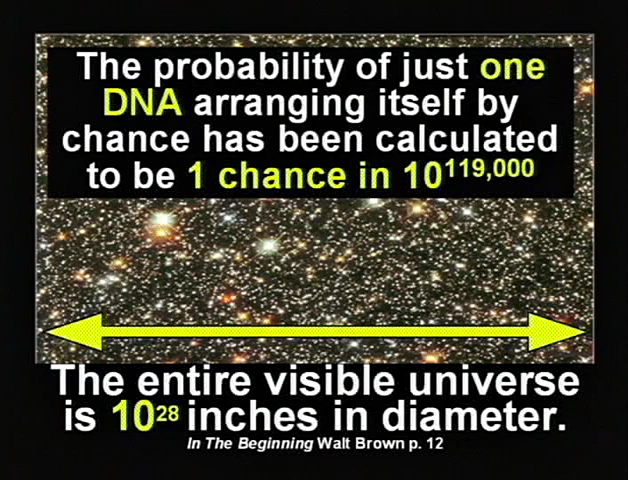 The probability of just one
DNA arranging itself by
chance has been calculated
to be 1 chance in 10¹¹⁹,⁰⁰⁰
The entire visible universe
is 10²⁸ inches in diameter.
In The Beginning Walt Brown p. 12